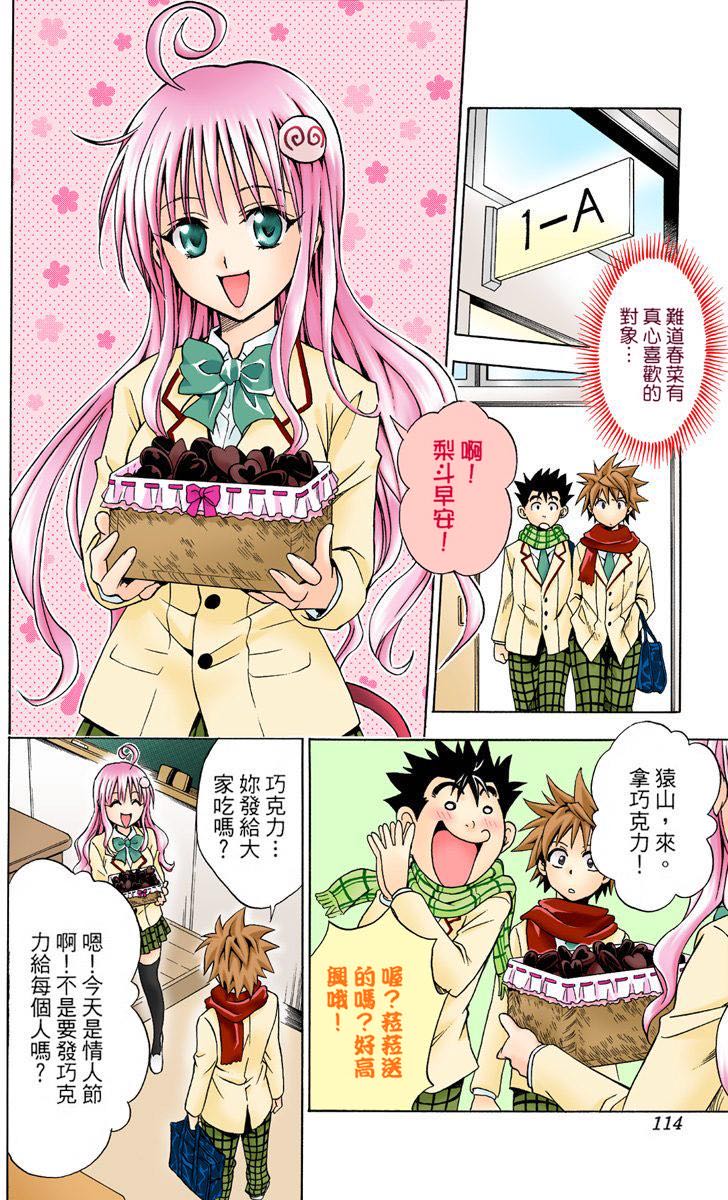 1-A
難道春菜有
真心喜歡的
對象…
啊！
梨斗早安！
猿山，來。
拿巧克力！
喔？菈菈送
的嗎？好高
興哦！
巧克力…
妳發給大
家吃嗎？
嗯！今天是情人節
啊！不是要發巧克
力給每個人嗎？
114